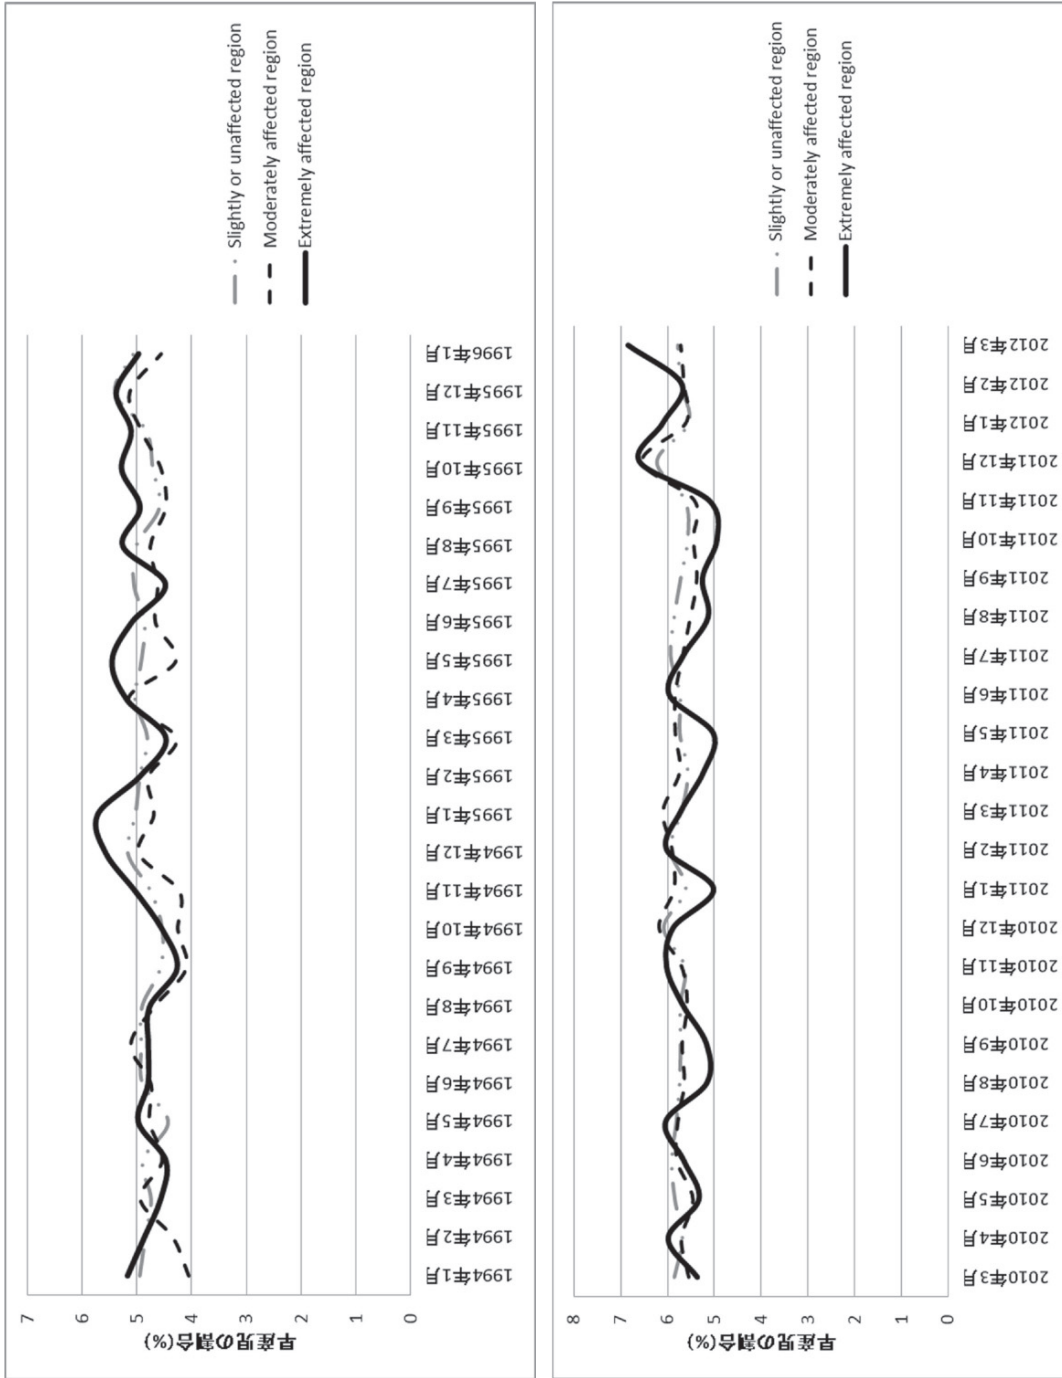 7
6
5
4
3
2
1
0
早産児の割合(%)
1994年1月
1994年2月
1994年3月
1994年4月
1994年5月
1994年6月
1994年7月
1994年8月
1994年9月
1994年10月
1994年11月
1994年12月
1995年1月
1995年2月
1995年3月
1995年4月
1995年5月
1995年6月
1995年7月
1995年8月
1995年9月
1995年10月
1995年11月
1995年12月
1996年1月
Slightly or unaffected region
Moderately affected region
Extremely affected region
8
7
6
5
4
3
2
1
0
早産児の割合(%)
2010年3月
2010年4月
2010年5月
2010年6月
2010年7月
2010年8月
2010年9月
2010年10月
2010年11月
2010年12月
2011年1月
2011年2月
2011年3月
2011年4月
2011年5月
2011年6月
2011年7月
2011年8月
2011年9月
2011年10月
2011年11月
2011年12月
2012年1月
2012年2月
2012年3月
Slightly or unaffected region
Moderately affected region
Extremely affected region